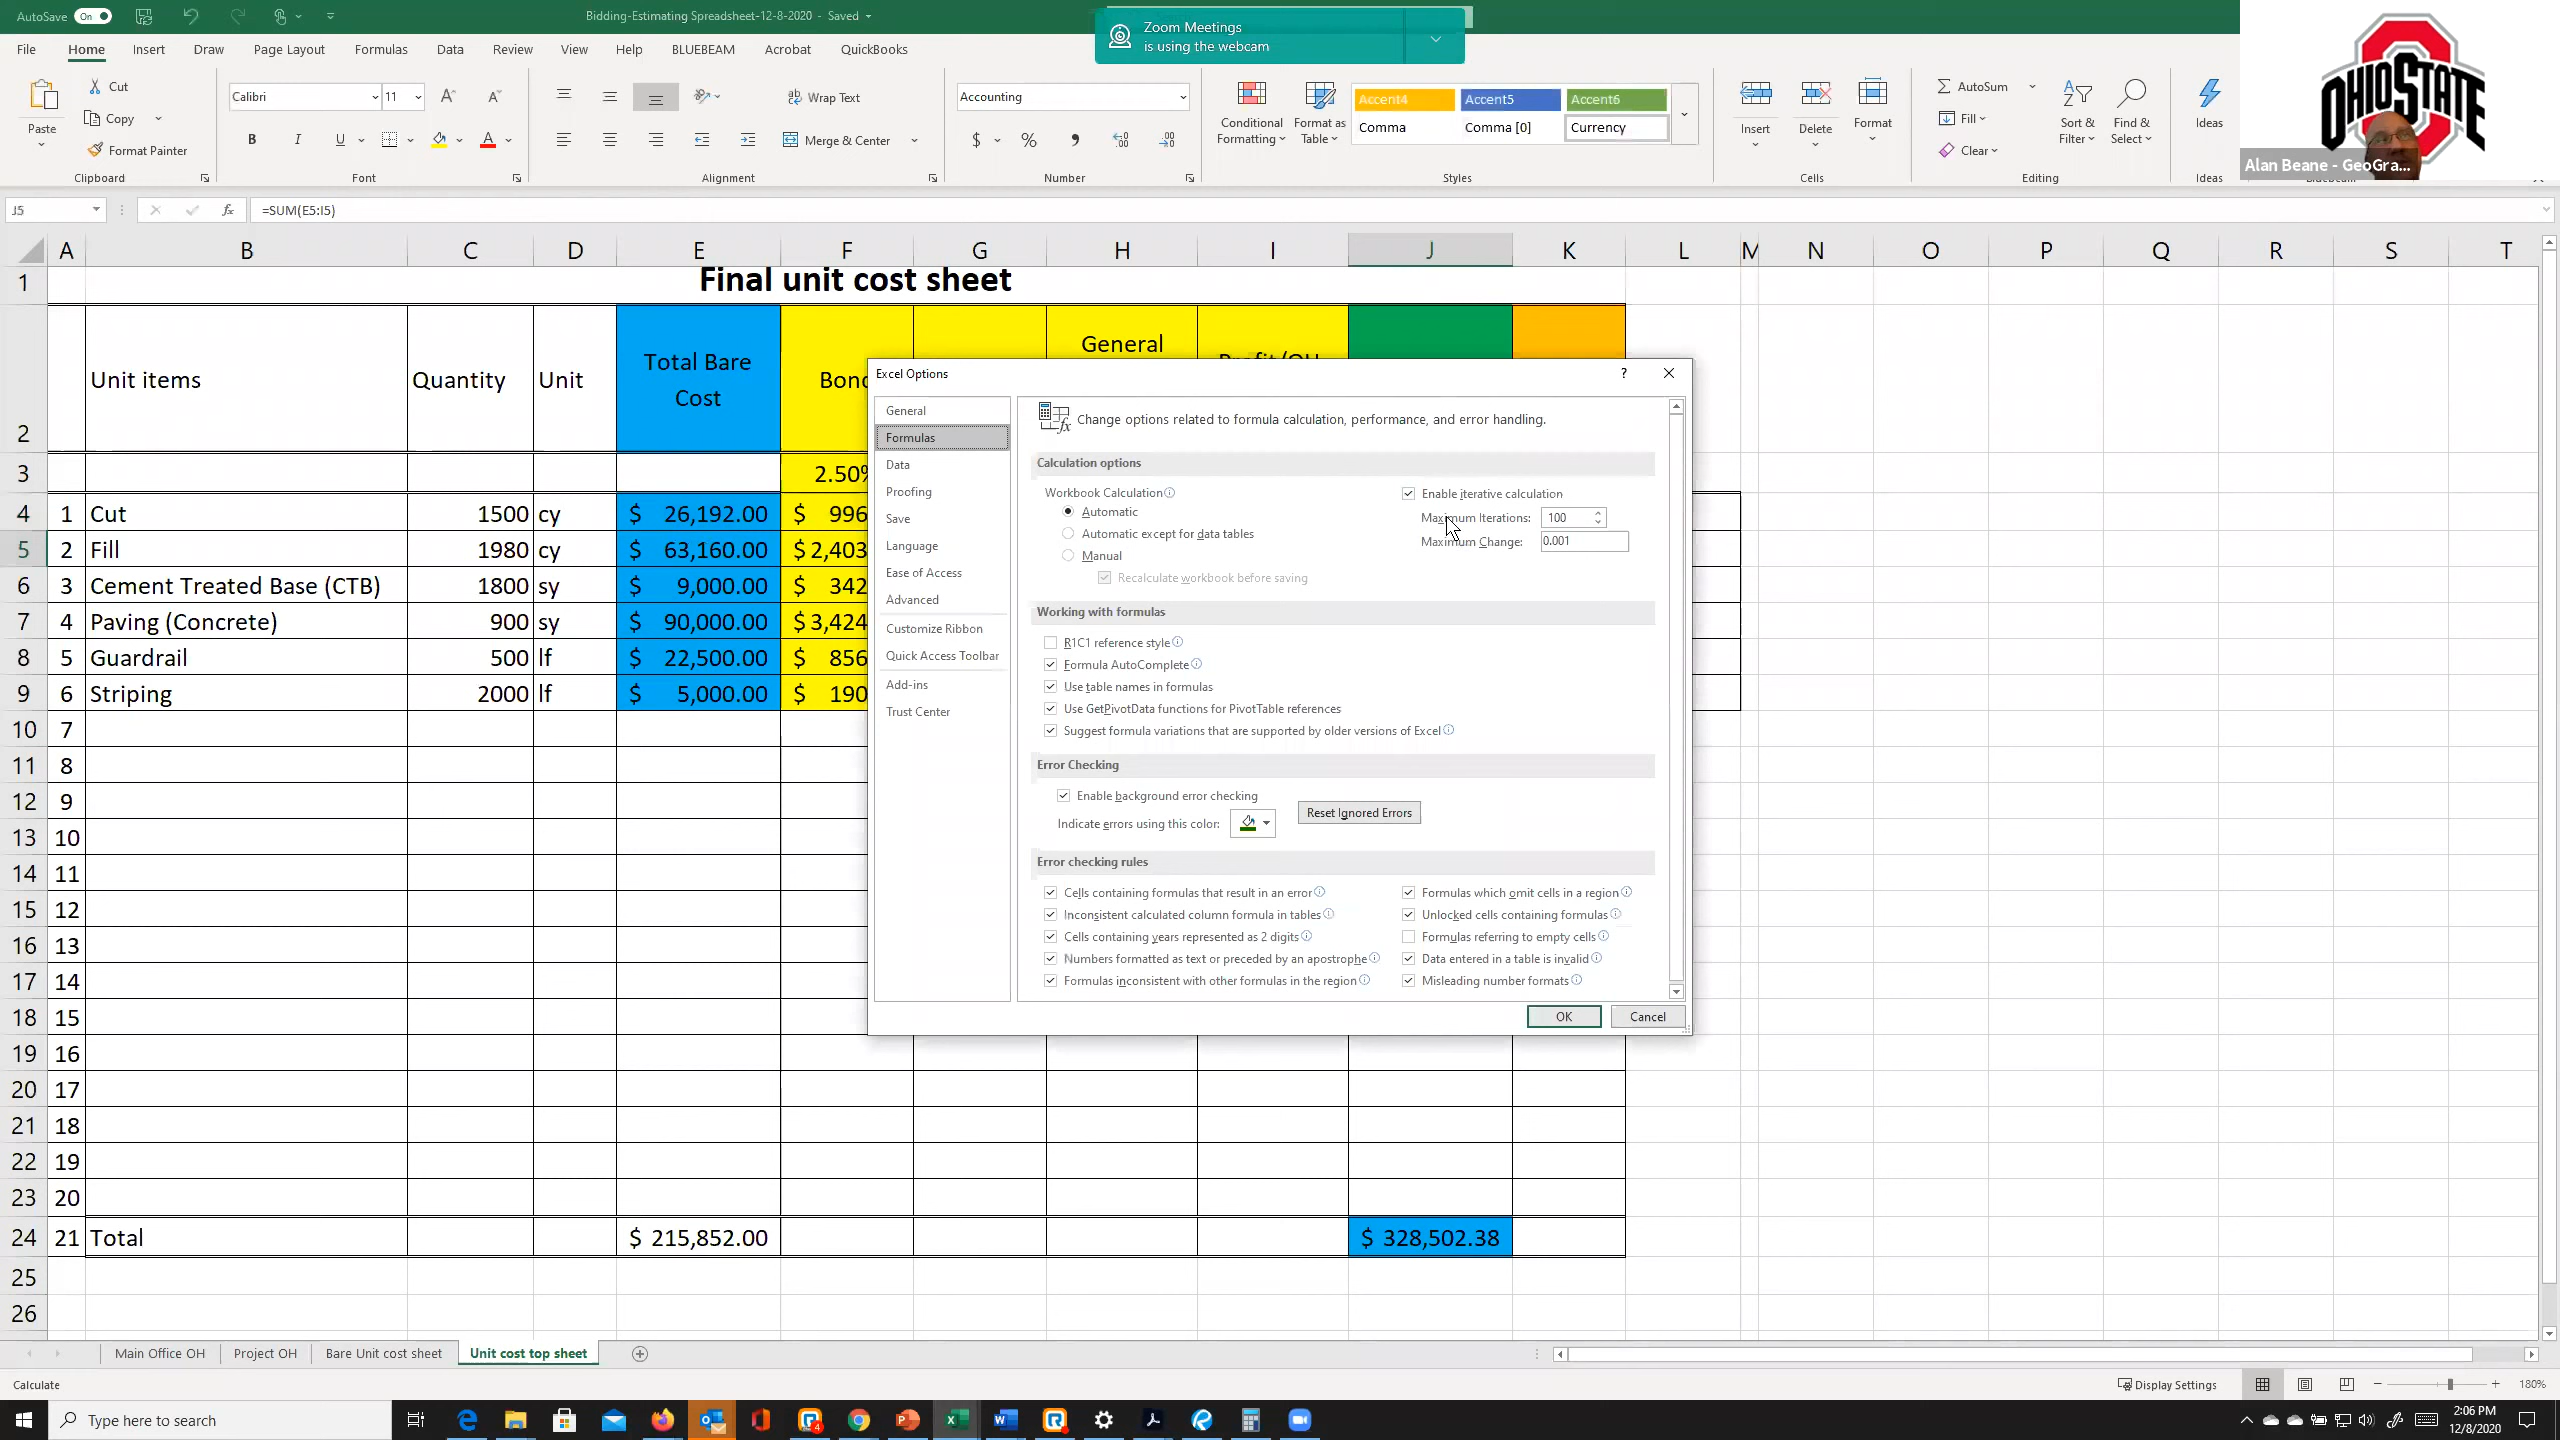 AutoSave On Bidding-Estimating Spreadsheet-12-8-2020 - Saved
Zoom Meetings
is using the webcam
OHIO STATE
Alan Beane - GeoGra...
File Home Insert Draw Page Layout Formulas Data Review View Help BLUEBEAM Acrobat QuickBooks
Paste Cut Copy Format Painter
Clipboard
Calibri 11
B I U
Font
Wrap Text
Merge & Center
Alignment
Accounting
$ % ,
Number
Conditional Formatting
Format as Table
Accent4 Accent5 Accent6
Comma Comma [0] Currency
Styles
Insert Delete Format
Cells
AutoSum
Fill
Clear
Sort & Filter
Find & Select
Editing
Ideas
Ideas
J5 fx =SUM(E5:I5)
A B C D E F G H I J K L M N O P Q R S T
1 Final unit cost sheet
2 Unit items Quantity Unit Total Bare Cost Bon General
3 2.50%
4 1 Cut 1500 cy $ 26,192.00 $ 996
5 2 Fill 1980 cy $ 63,160.00 $ 2,403
6 3 Cement Treated Base (CTB) 1800 sy $ 9,000.00 $ 342
7 4 Paving (Concrete) 900 sy $ 90,000.00 $ 3,424
8 5 Guardrail 500 lf $ 22,500.00 $ 856
9 6 Striping 2000 lf $ 5,000.00 $ 190
10 7
11 8
12 9
13 10
14 11
15 12
16 13
17 14
18 15
19 16
20 17
21 18
22 19
23 20
24 21 Total $ 215,852.00 $ 328,502.38
25
26
Excel Options ?
General
Formulas
Data
Proofing
Save
Language
Ease of Access
Advanced
Customize Ribbon
Quick Access Toolbar
Add-ins
Trust Center
Change options related to formula calculation, performance, and error handling.
Calculation options
Workbook Calculation
Automatic
Automatic except for data tables
Manual
Recalculate workbook before saving
Enable iterative calculation
Maximum Iterations: 100
Maximum Change: 0.001
Working with formulas
R1C1 reference style
Formula AutoComplete
Use table names in formulas
Use GetPivotData functions for PivotTable references
Suggest formula variations that are supported by older versions of Excel
Error Checking
Enable background error checking
Indicate errors using this color: Reset Ignored Errors
Error checking rules
Cells containing formulas that result in an error
Inconsistent calculated column formula in tables
Cells containing years represented as 2 digits
Numbers formatted as text or preceded by an apostrophe
Formulas inconsistent with other formulas in the region
Formulas which omit cells in a region
Unlocked cells containing formulas
Formulas referring to empty cells
Data entered in a table is invalid
Misleading number formats
OK Cancel
Main Office OH Project OH Bare Unit cost sheet Unit cost top sheet
Calculate Display Settings 180%
Type here to search
2:06 PM
12/8/2020